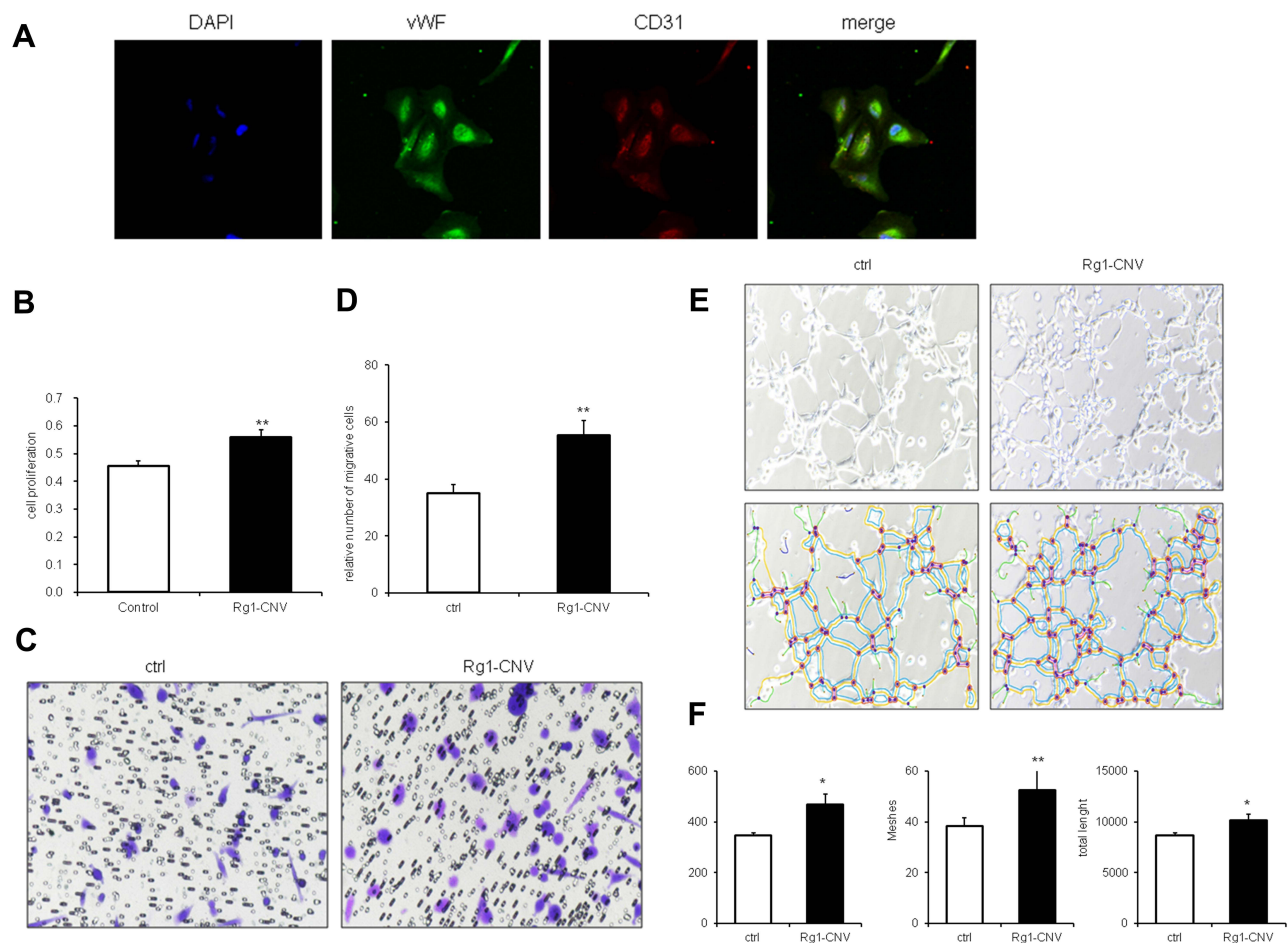 A
DAPI vWF CD31 merge
B
cell proliferation
0.7
0.6
0.5
0.4
0.3
0.2
0.1
0.0
**
Control Rg1-CNV
D
relative number of migrative cells
80
60
40
20
0
**
ctrl Rg1-CNV
C
ctrl Rg1-CNV
E
ctrl Rg1-CNV
F
600
400
200
0
*
ctrl Rg1-CNV
Meshes
60
40
20
0
**
ctrl Rg1-CNV
total lenght
15000
10000
5000
0
*
ctrl Rg1-CNV